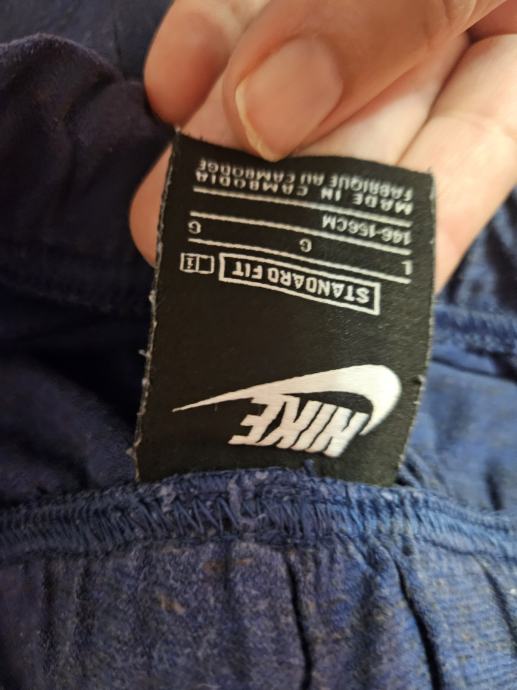 NIKE
STANDARD FIT
L G G
146-156CM
MADE IN CAMBODIA
FABRIQUE AU CAMBODGE